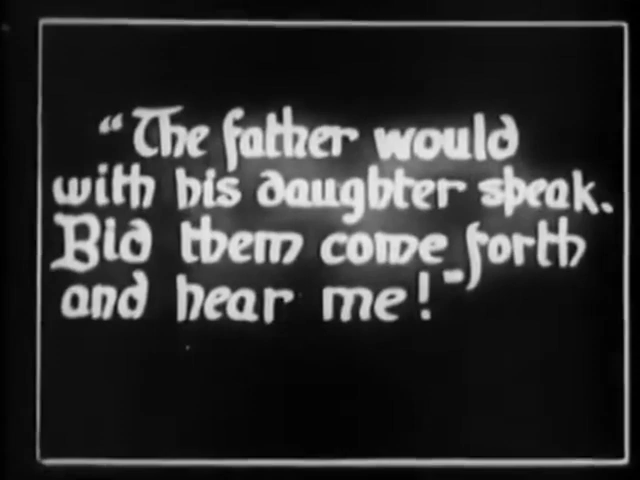 “The father would
with his daughter speak.
Bid them come forth
and hear me!”